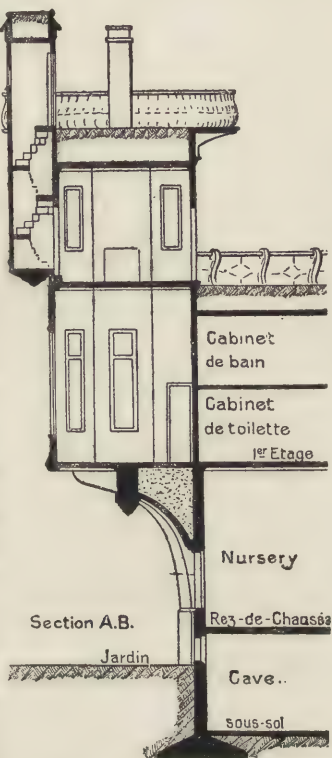 Cabinet
de bain
Cabinet
de toilette
1er Etage
Nursery
Section A.B.
Rez-de-Chaussée
Jardin
Cave..
sous-sol